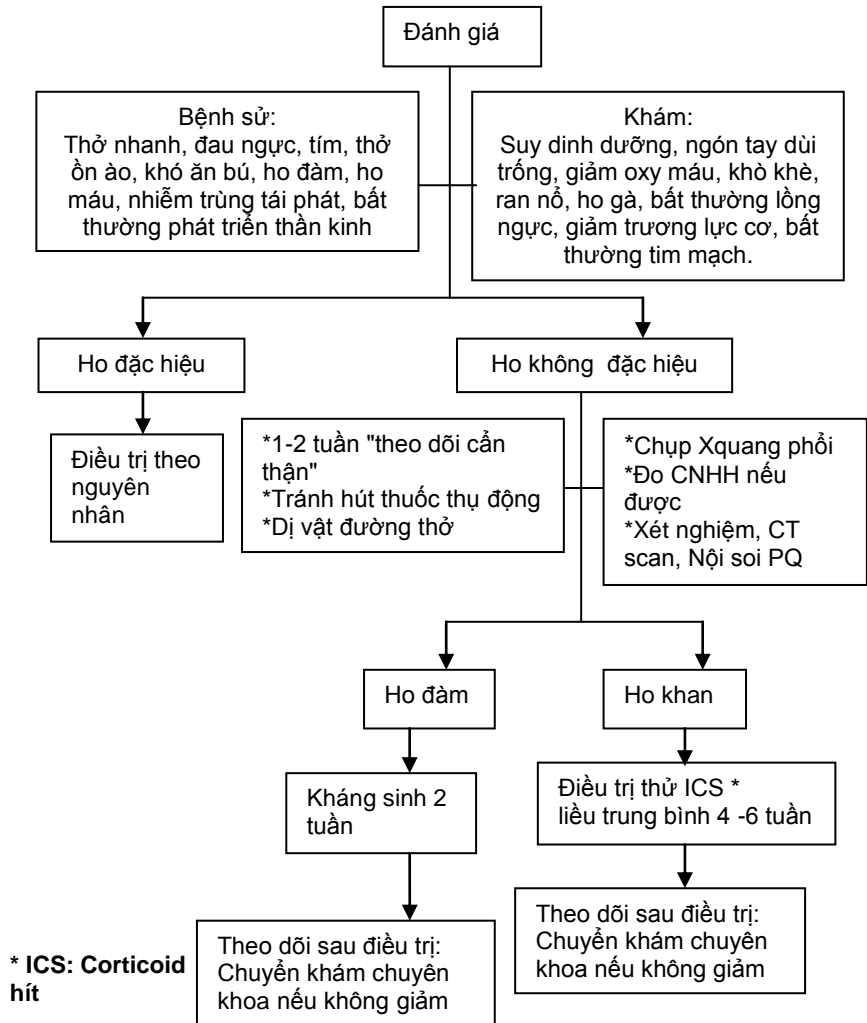 Đánh giá
Bệnh sử:
Thở nhanh, đau ngực, tím, thở
ồn ào, khó ăn bú, ho đàm, ho
máu, nhiễm trùng tái phát, bất
thường phát triển thần kinh
Khám:
Suy dinh dưỡng, ngón tay dùi
trống, giảm oxy máu, khò khè,
ran nổ, ho gà, bất thường lồng
ngực, giảm trương lực cơ, bất
thường tim mạch.
Ho đặc hiệu
Ho không đặc hiệu
Điều trị theo
nguyên
nhân
*1-2 tuần "theo dõi cẩn
thận"
*Tránh hút thuốc thụ động
*Dị vật đường thở
*Chụp Xquang phổi
*Đo CNHH nếu
được
*Xét nghiệm, CT
scan, Nội soi PQ
Ho đàm
Ho khan
Kháng sinh 2
tuần
Điều trị thử ICS *
liều trung bình 4 -6 tuần
Theo dõi sau điều trị:
Chuyển khám chuyên
khoa nếu không giảm
Theo dõi sau điều trị:
Chuyển khám chuyên
khoa nếu không giảm
* ICS: Corticoid
hít